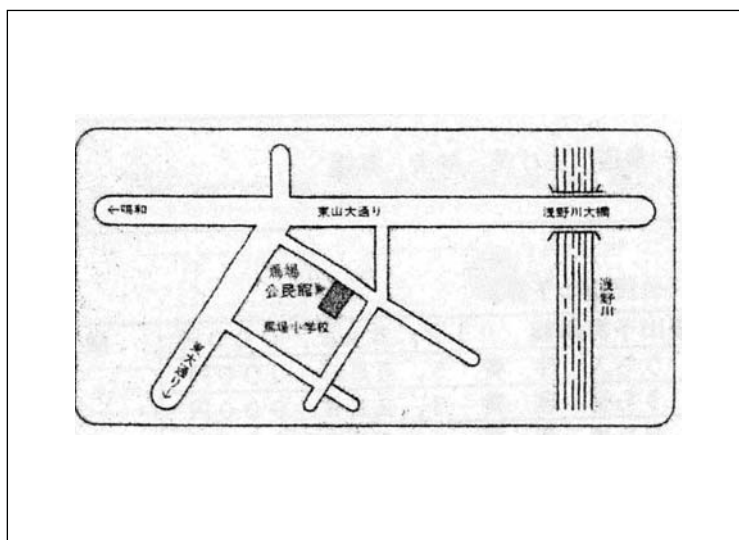 ←鳴和
東山大通り
浅野川大橋
馬場
公民館
馬場小学校
浅野川
東大通り→